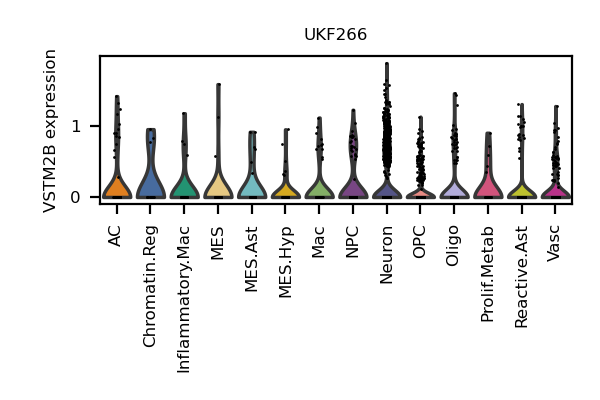 UKF266
VSTM2B expression
1
0
AC
Chromatin.Reg
Inflammatory.Mac
MES
MES.Ast
MES.Hyp
Mac
NPC
Neuron
OPC
Oligo
Prolif.Metab
Reactive.Ast
Vasc